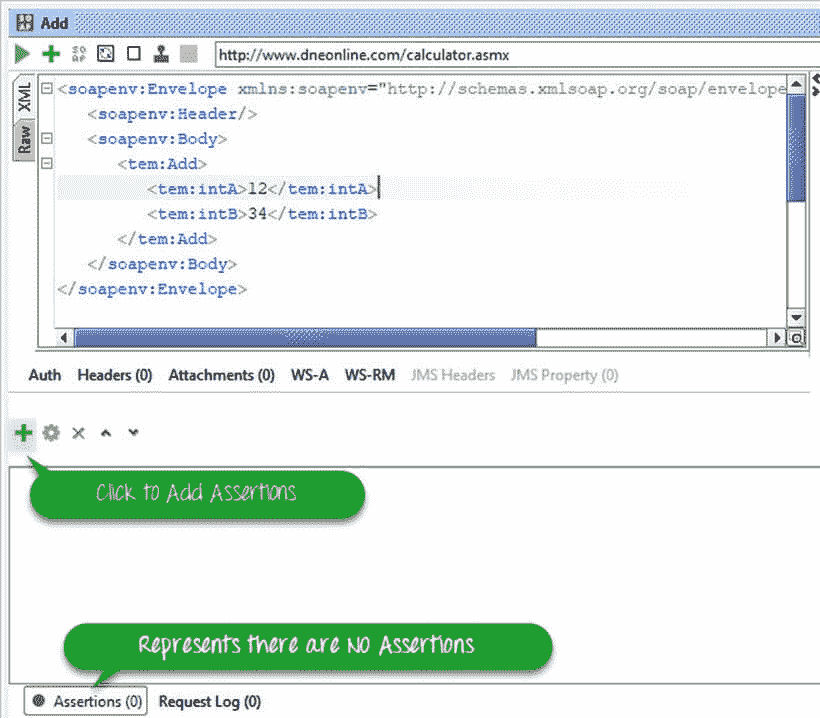 Add
http://www.dneonline.com/calculator.asmx
XML
Raw
<soapenv:Envelope xmlns:soapenv="http://schemas.xmlsoap.org/soap/envelope
<soapenv:Header/>
<soapenv:Body>
<tem:Add>
<tem:intA>12</tem:intA>
<tem:intB>34</tem:intB>
</tem:Add>
</soapenv:Body>
</soapenv:Envelope>
Auth Headers (0) Attachments (0) WS-A WS-RM JMS Headers JMS Property (0)
Click to Add Assertions
Represents there are No Assertions
Assertions (0) Request Log (0)